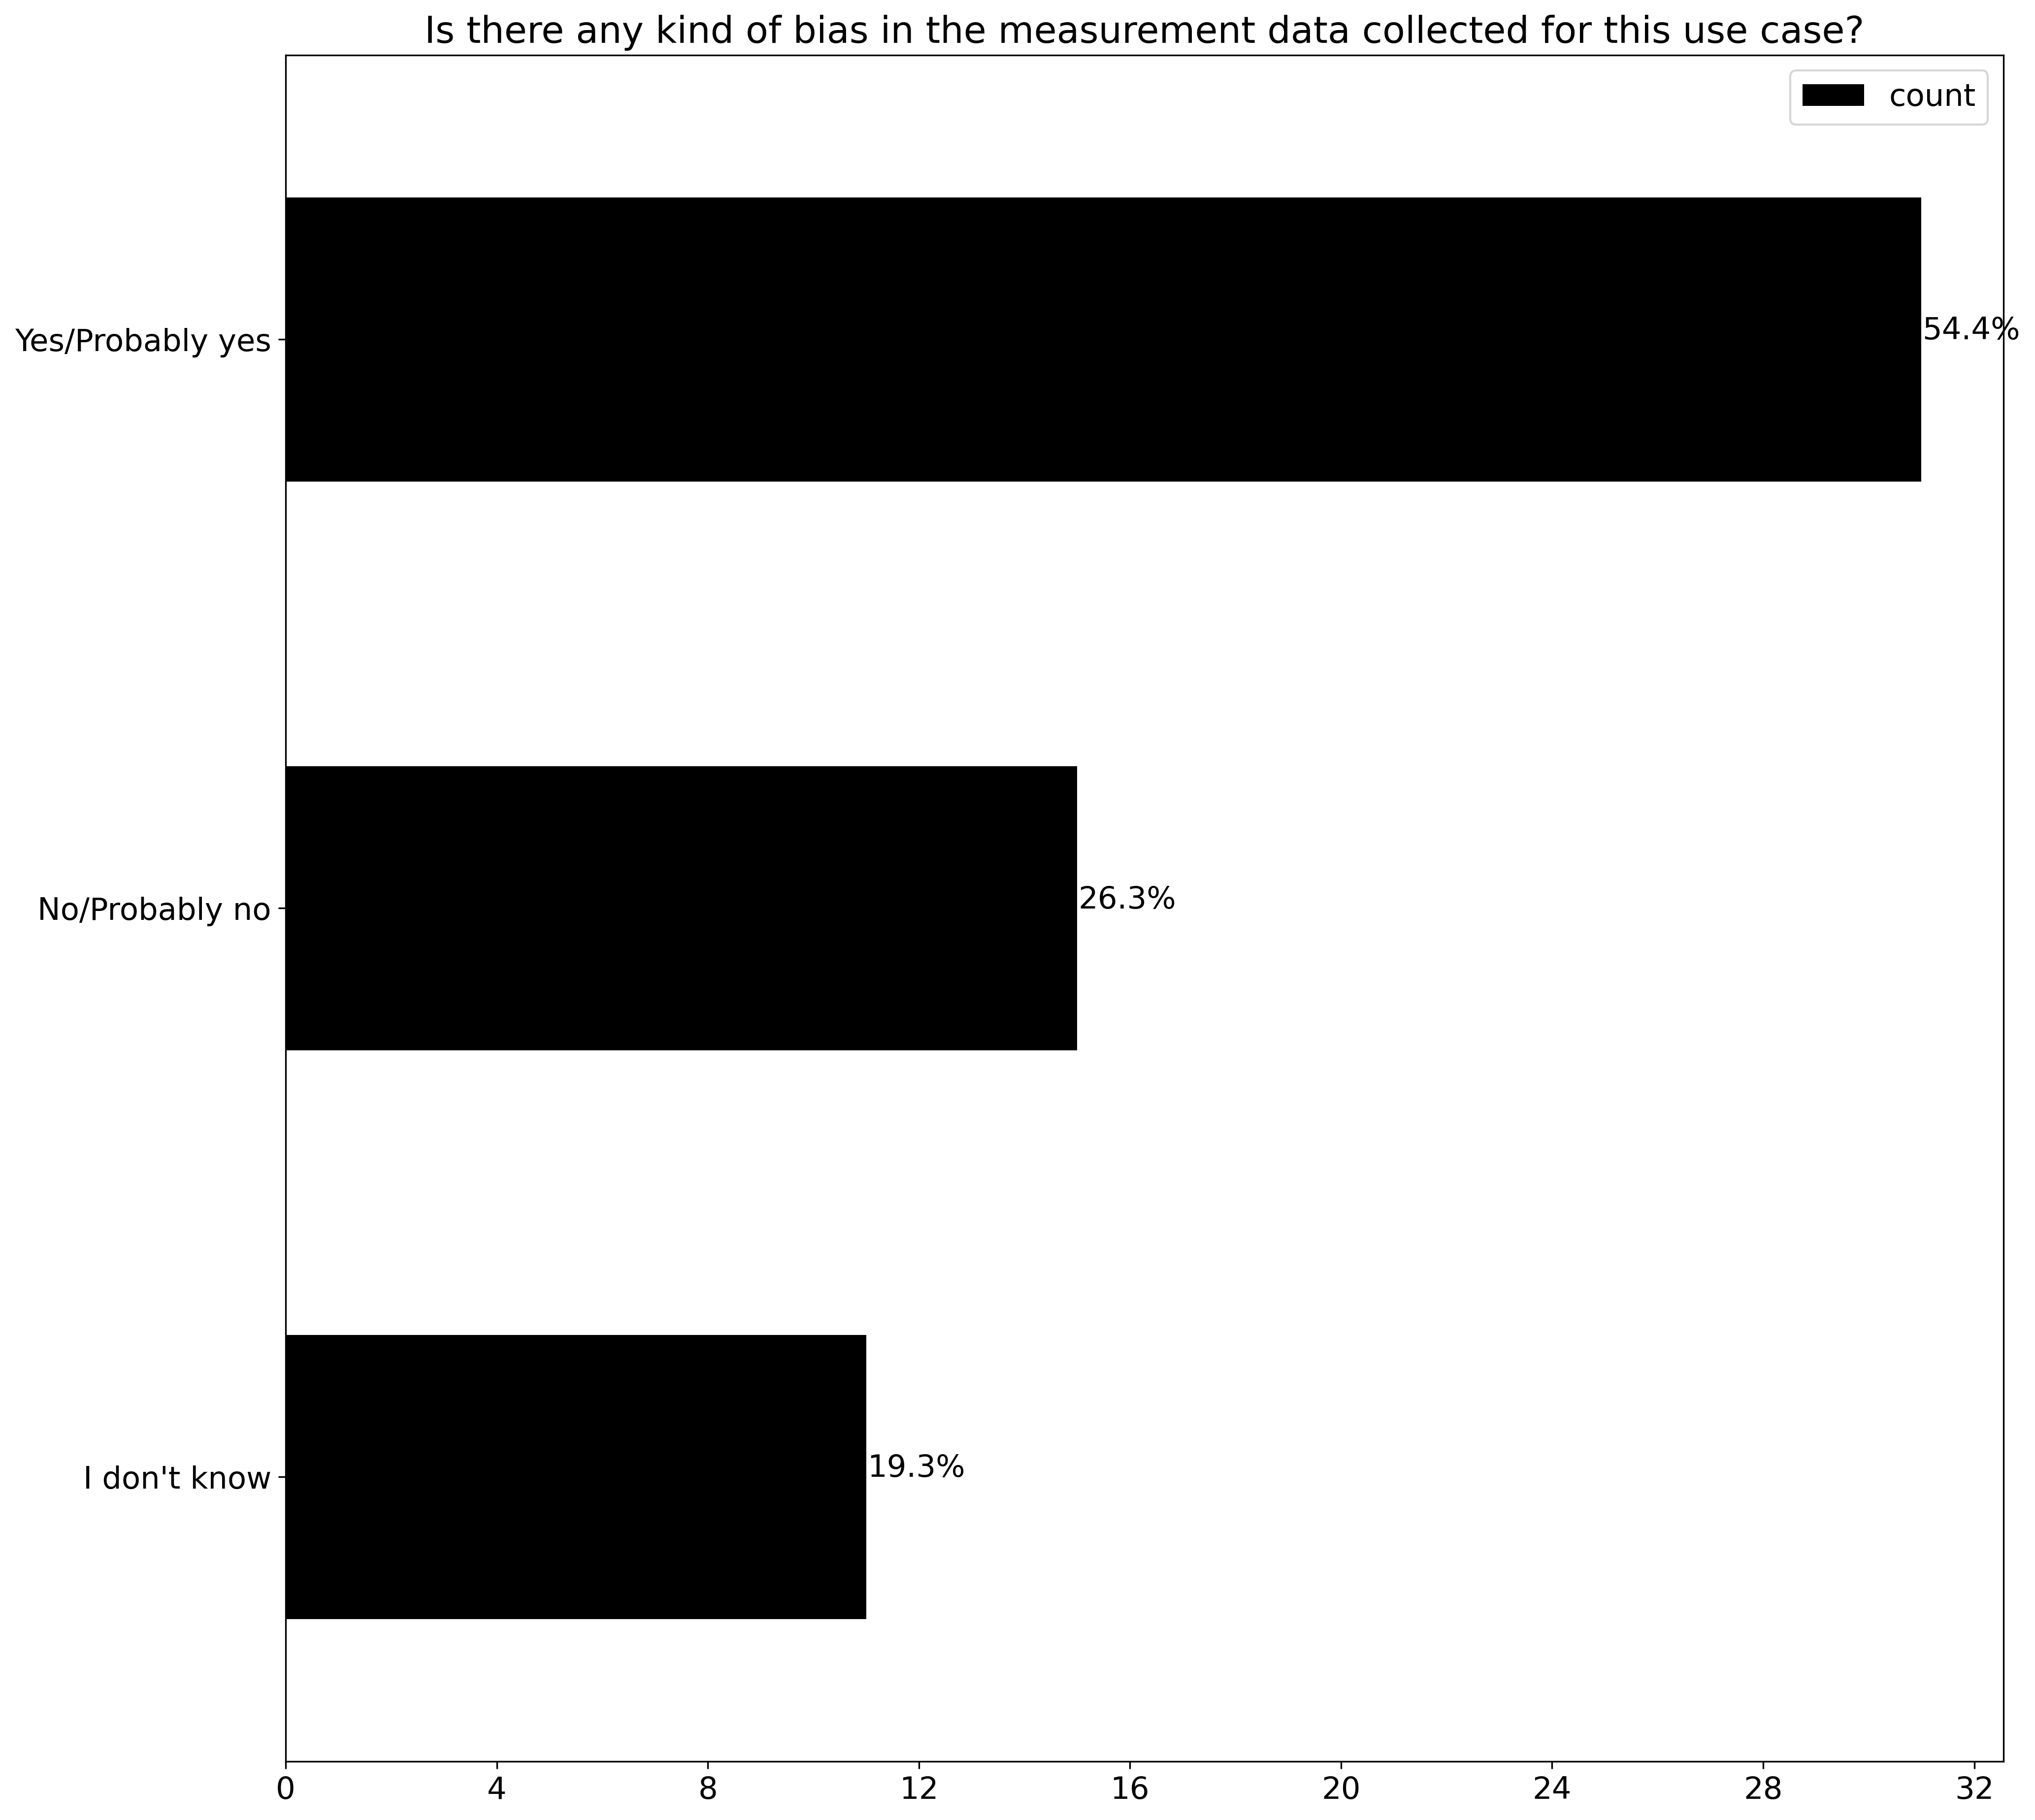 Is there any kind of bias in the measurement data collected for this use case?
count
Yes/Probably yes
54.4%
No/Probably no
26.3%
I don't know
19.3%
0 4 8 12 16 20 24 28 32